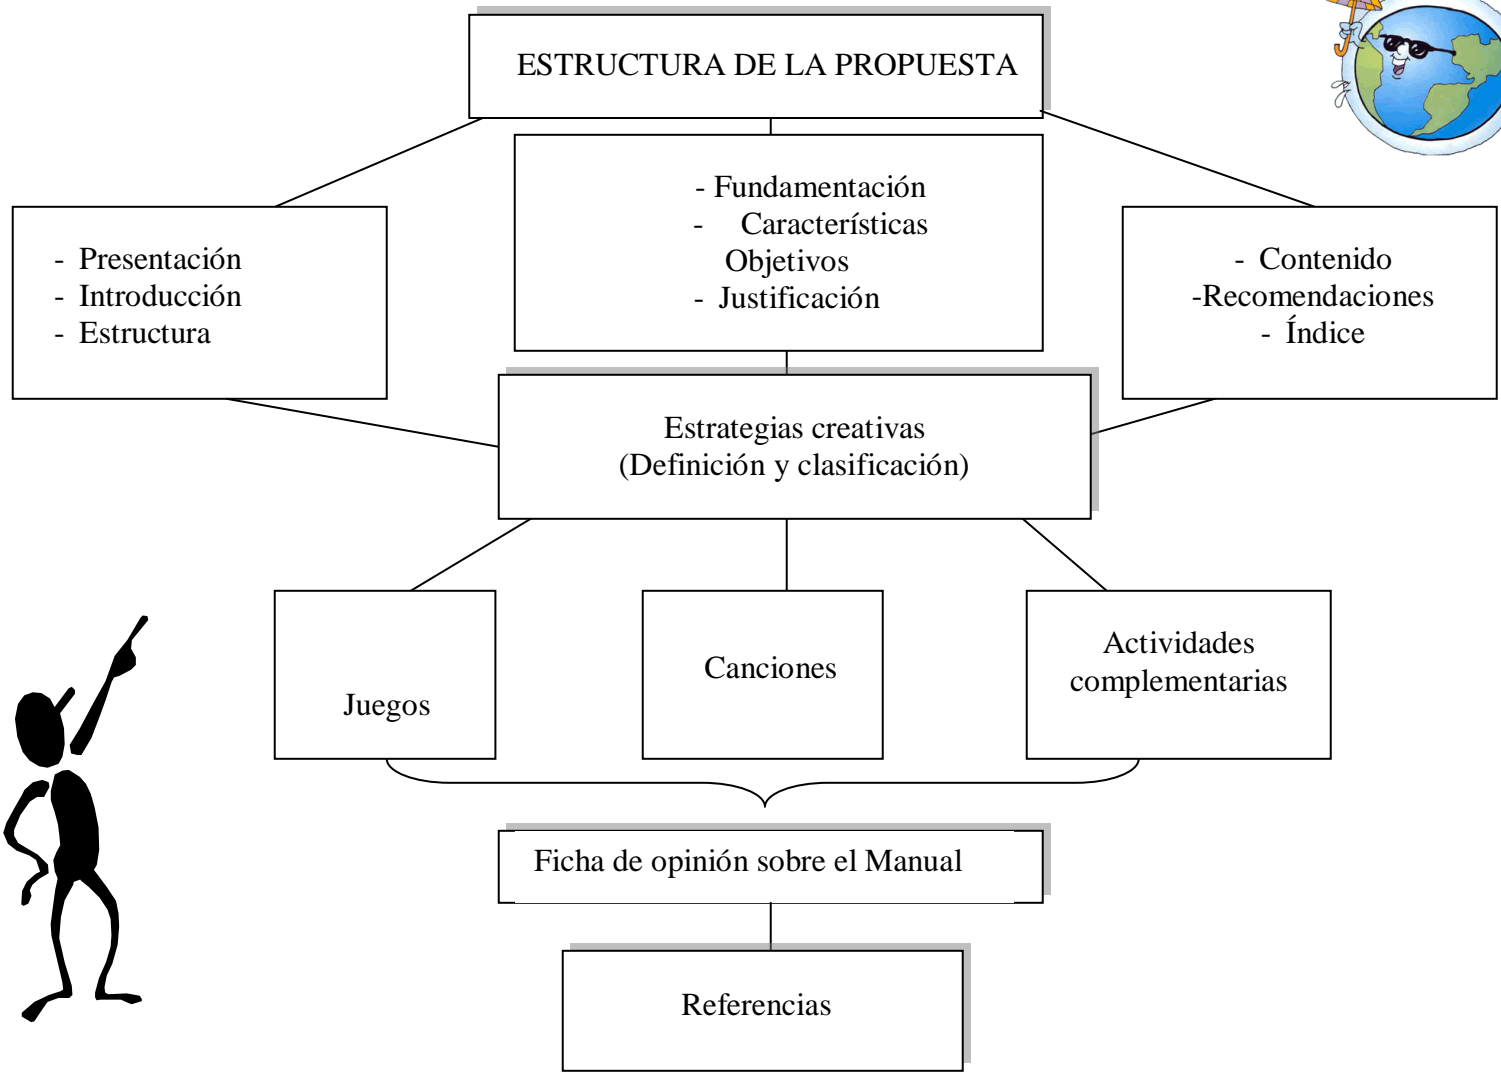 ESTRUCTURA DE LA PROPUESTA
- Presentación
- Introducción
- Estructura
- Fundamentación
- Características
Objetivos
- Justificación
- Contenido
-Recomendaciones
- Índice
Estrategias creativas
(Definición y clasificación)
Juegos
Canciones
Actividades
complementarias
Ficha de opinión sobre el Manual
Referencias